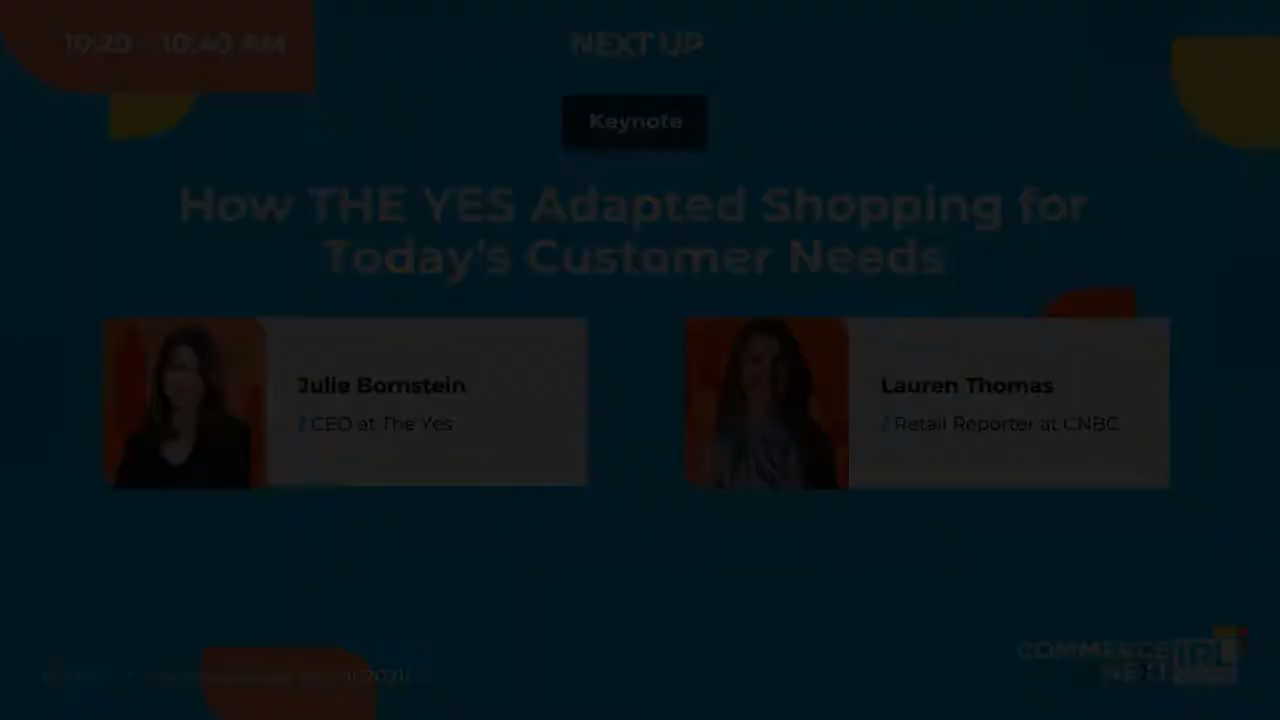 10:20 - 10:40 AM
NEXT UP
Keynote
How THE YES Adapted Shopping for
Today's Customer Needs
Julie Bornstein
// CEO at The Yes
Lauren Thomas
// Retail Reporter at CNBC
COMMERCE
NEXT
IRL